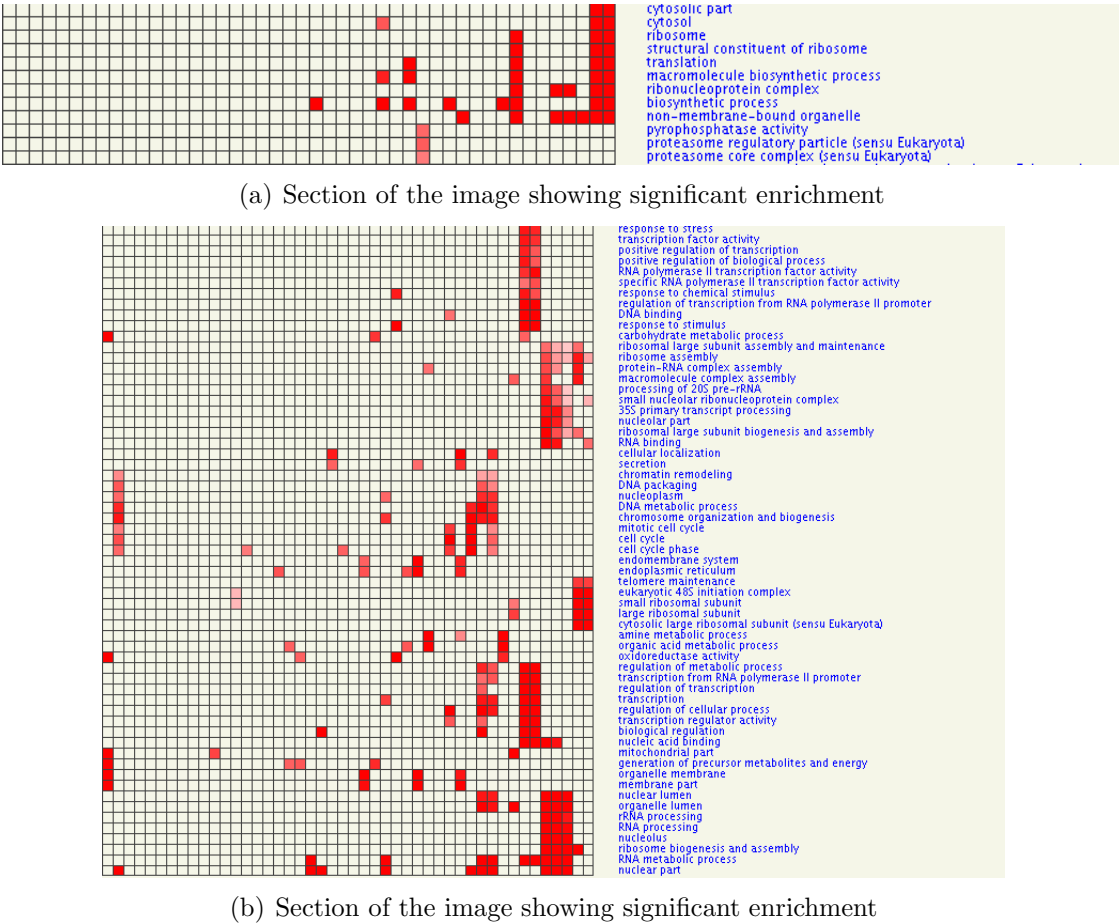 cytosolic part
cytosol
ribosome
structural constituent of ribosome
translation
macromolecule biosynthetic process
ribonucleoprotein complex
biosynthetic process
non-membrane-bound organelle
pyrophosphatase activity
proteasome regulatory particle (sensu Eukaryota)
proteasome core complex (sensu Eukaryota)
(a) Section of the image showing significant enrichment
response to stress
transcription factor activity
positive regulation of transcription
positive regulation of biological process
RNA polymerase II transcription factor activity
specific RNA polymerase II transcription factor activity
response to chemical stimulus
regulation of transcription from RNA polymerase II promoter
DNA binding
response to stimulus
carbohydrate metabolic process
ribosomal large subunit assembly and maintenance
ribosome assembly
protein-RNA complex assembly
macromolecule complex assembly
processing of 20S pre-rRNA
small nucleolar ribonucleoprotein complex
35S primary transcript processing
nucleolar part
ribosomal large subunit biogenesis and assembly
RNA binding
cellular localization
secretion
chromatin remodeling
DNA packaging
nucleoplasm
DNA metabolic process
chromosome organization and biogenesis
mitotic cell cycle
cell cycle
cell cycle phase
endomembrane system
endoplasmic reticulum
telomere maintenance
eukaryotic 48S initiation complex
small ribosomal subunit
large ribosomal subunit
cytosolic large ribosomal subunit (sensu Eukaryota)
amine metabolic process
organic acid metabolic process
oxidoreductase activity
regulation of metabolic process
transcription from RNA polymerase II promoter
regulation of transcription
transcription
regulation of cellular process
transcription regulator activity
biological regulation
nucleic acid binding
mitochondrial part
generation of precursor metabolites and energy
organelle membrane
membrane part
nuclear lumen
organelle lumen
rRNA processing
RNA processing
nucleolus
ribosome biogenesis and assembly
RNA metabolic process
nuclear part
(b) Section of the image showing significant enrichment